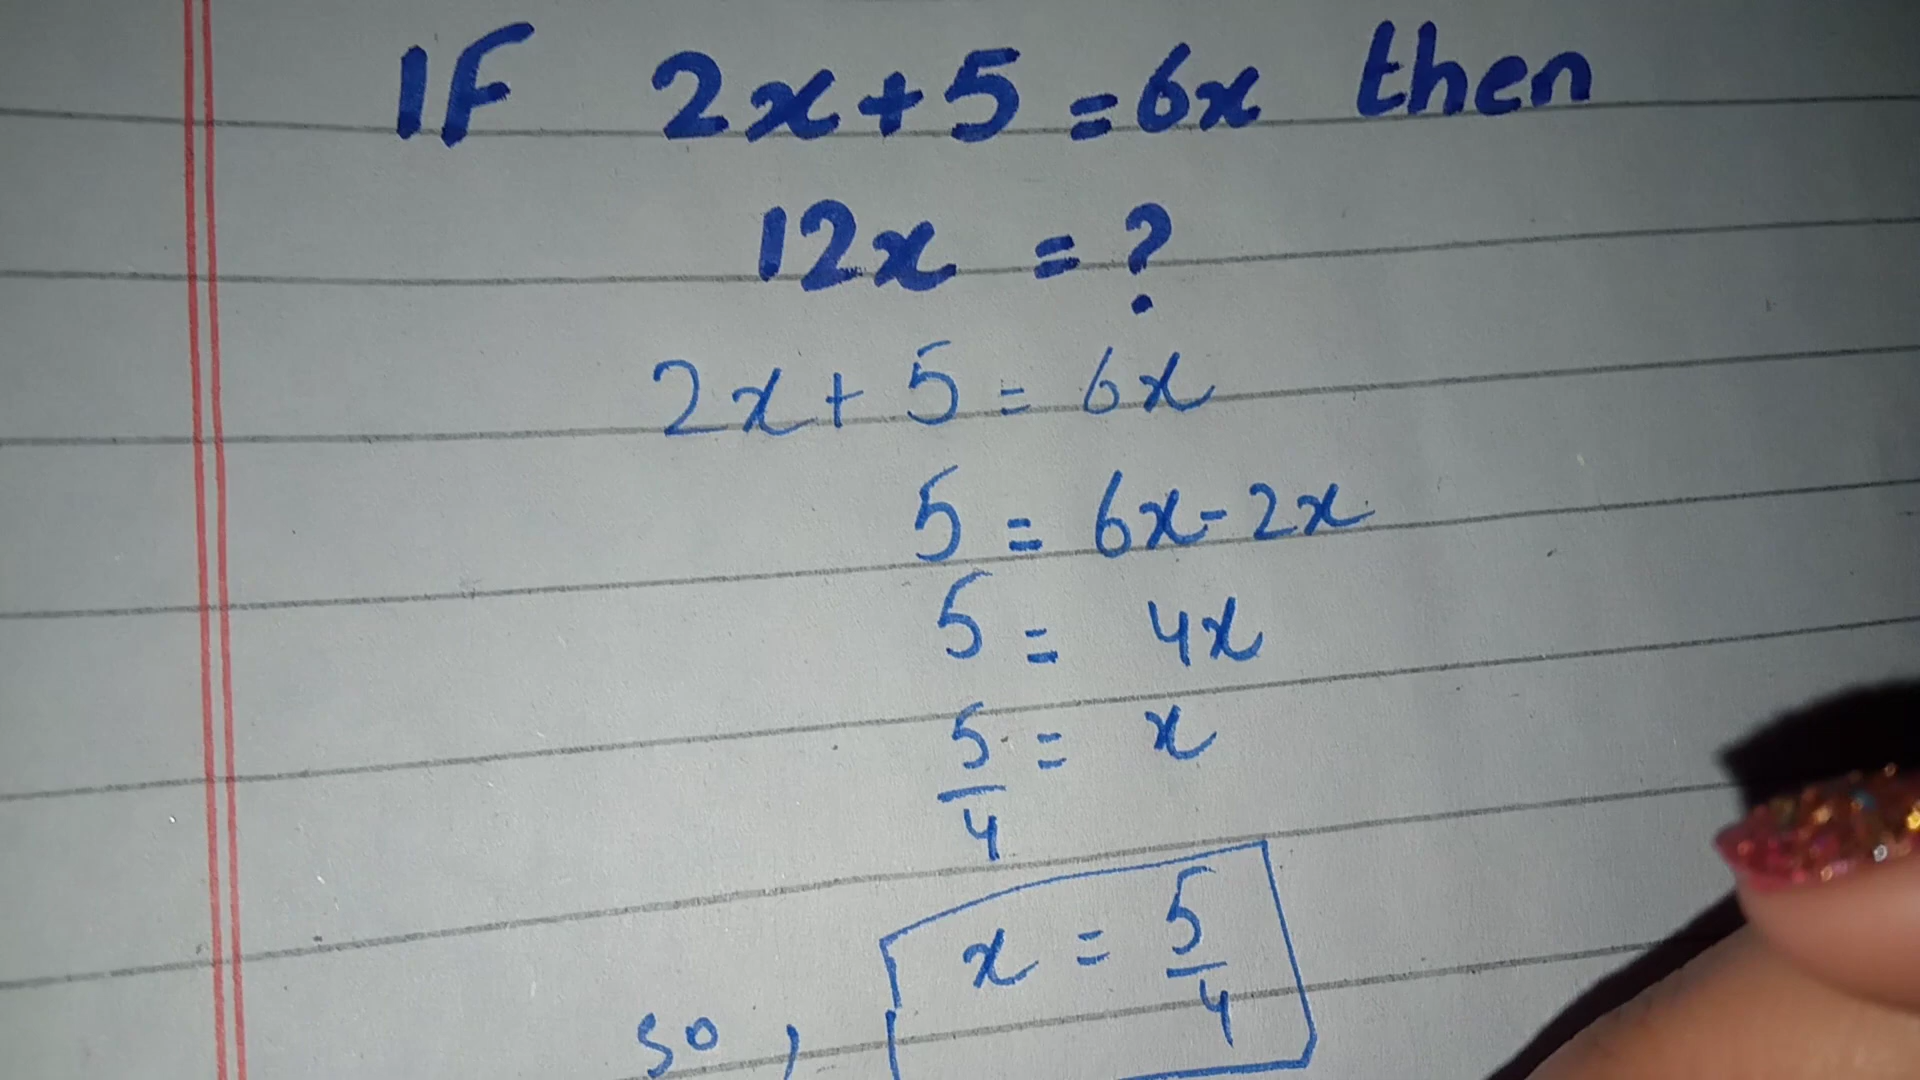 IF 2x+5=6x then
12x = ?
2x+ 5 = 6x
5 = 6x-2x
5 = 4x
5/4 = x
x = 5/4
so,